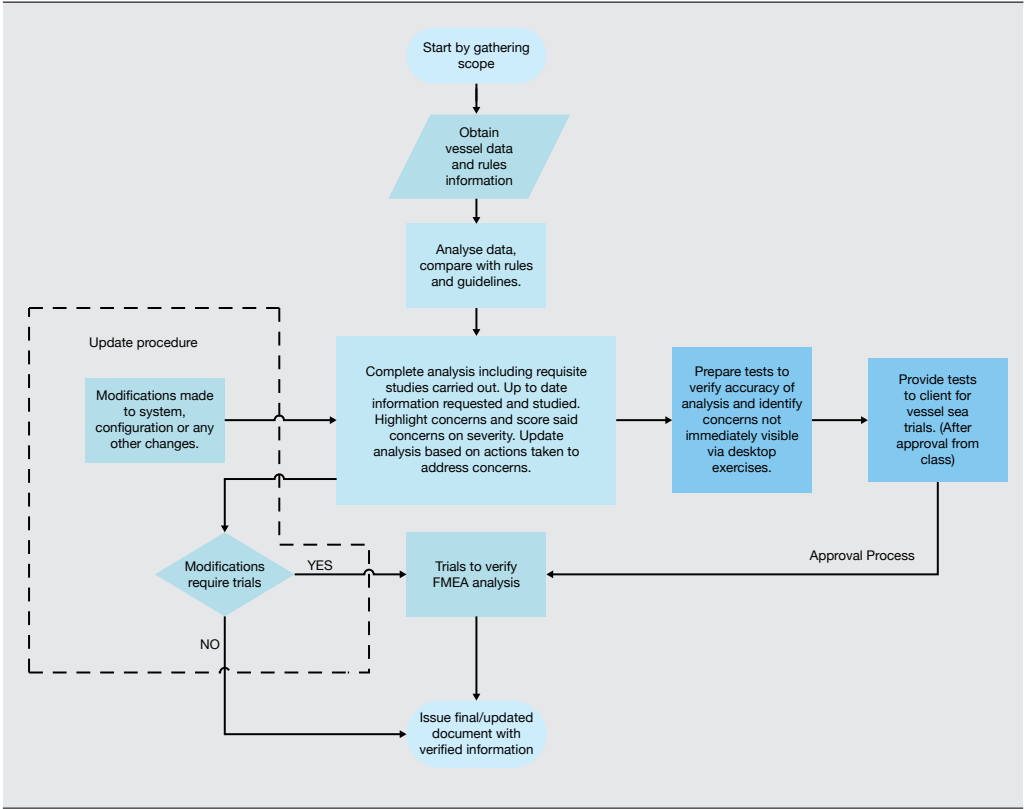 Start by gathering
scope
Obtain
vessel data
and rules
information
Analyse data,
compare with rules
and guidelines.
Update procedure
Modifications made
to system,
configuration or any
other changes.
Complete analysis including requisite
studies carried out. Up to date
information requested and studied.
Highlight concerns and score said
concerns on severity. Update
analysis based on actions taken to
address concerns.
Prepare tests to
verify accuracy of
analysis and identify
concerns not
immediately visible
via desktop
exercises.
Provide tests
to client for
vessel sea
trials. (After
approval from
class)
Approval Process
Modifications
require trials
YES
Trials to verify
FMEA analysis
NO
Issue final/updated
document with
verified information